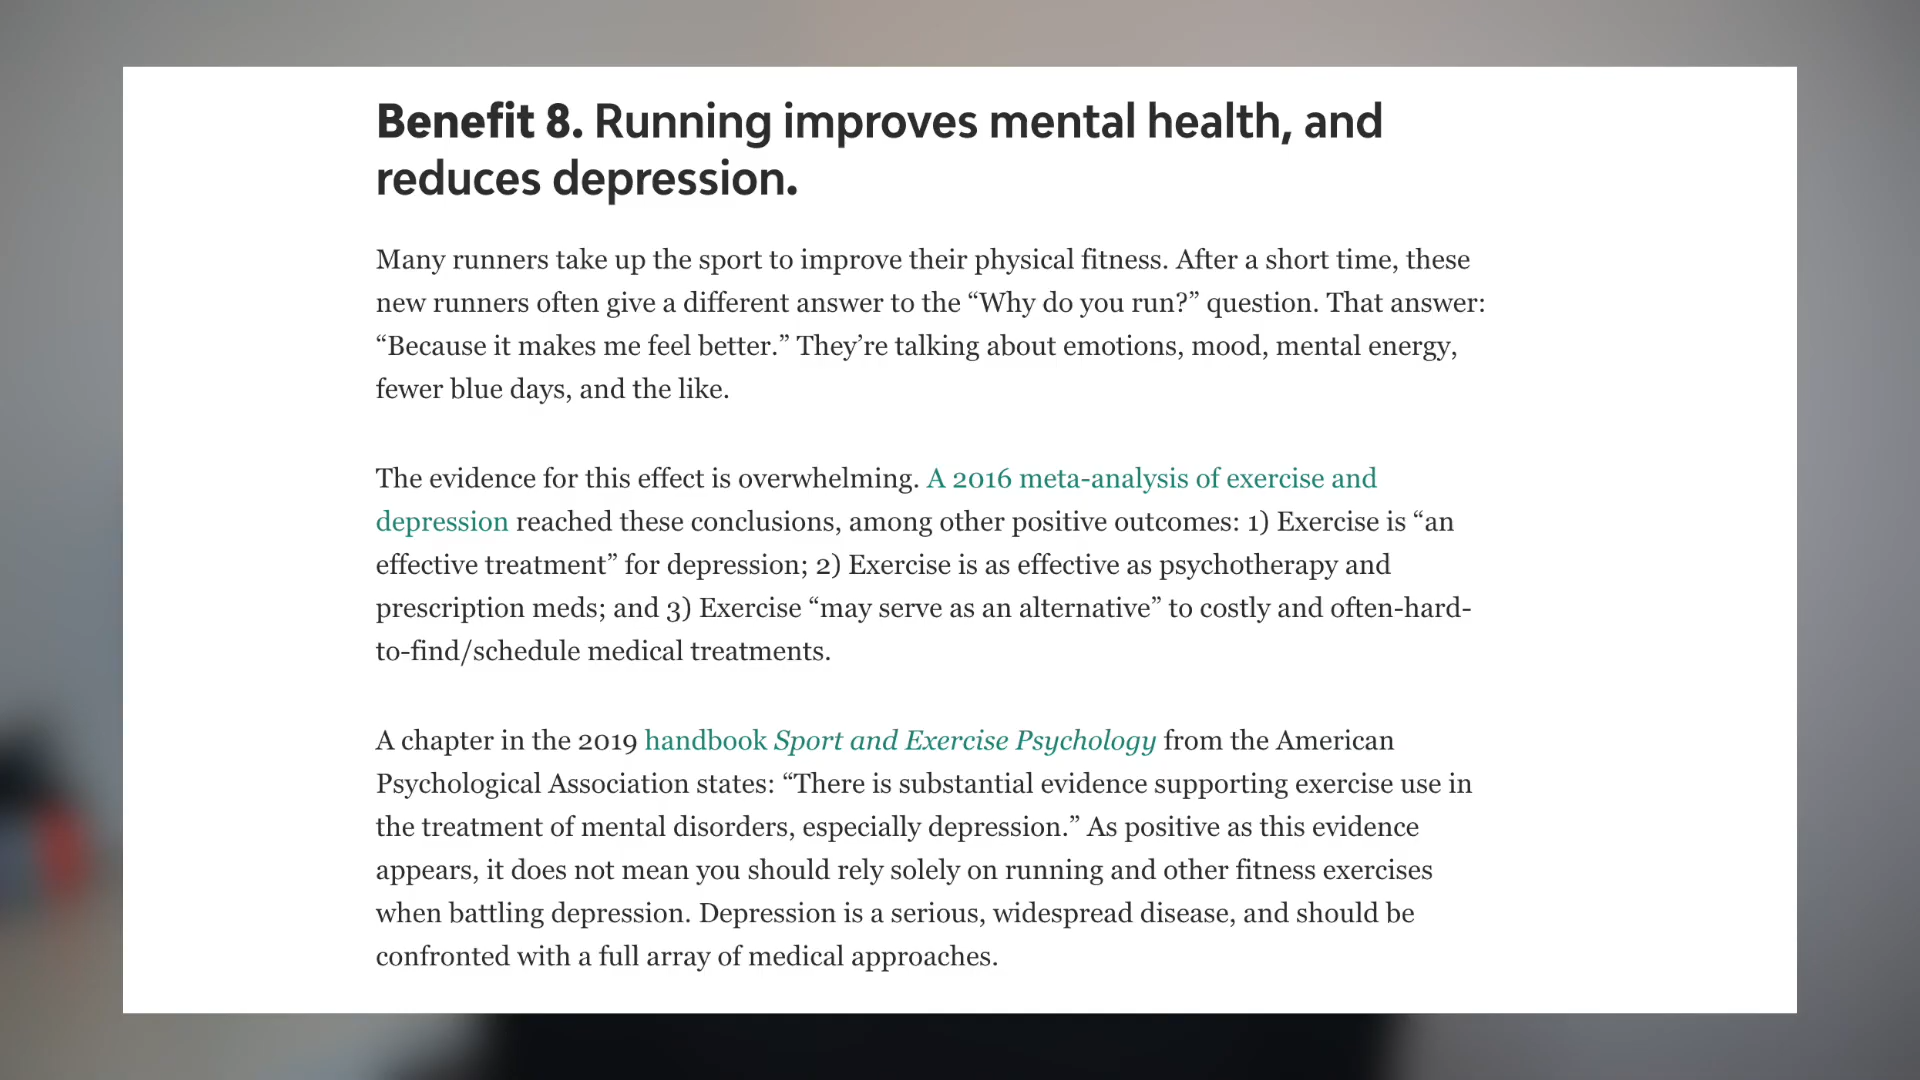 Benefit 8. Running improves mental health, and
reduces depression.
Many runners take up the sport to improve their physical fitness. After a short time, these
new runners often give a different answer to the “Why do you run?” question. That answer:
“Because it makes me feel better.” They’re talking about emotions, mood, mental energy,
fewer blue days, and the like.
The evidence for this effect is overwhelming. A 2016 meta-analysis of exercise and
depression reached these conclusions, among other positive outcomes: 1) Exercise is “an
effective treatment” for depression; 2) Exercise is as effective as psychotherapy and
prescription meds; and 3) Exercise “may serve as an alternative” to costly and often-hard-
to-find/schedule medical treatments.
A chapter in the 2019 handbook Sport and Exercise Psychology from the American
Psychological Association states: “There is substantial evidence supporting exercise use in
the treatment of mental disorders, especially depression.” As positive as this evidence
appears, it does not mean you should rely solely on running and other fitness exercises
when battling depression. Depression is a serious, widespread disease, and should be
confronted with a full array of medical approaches.